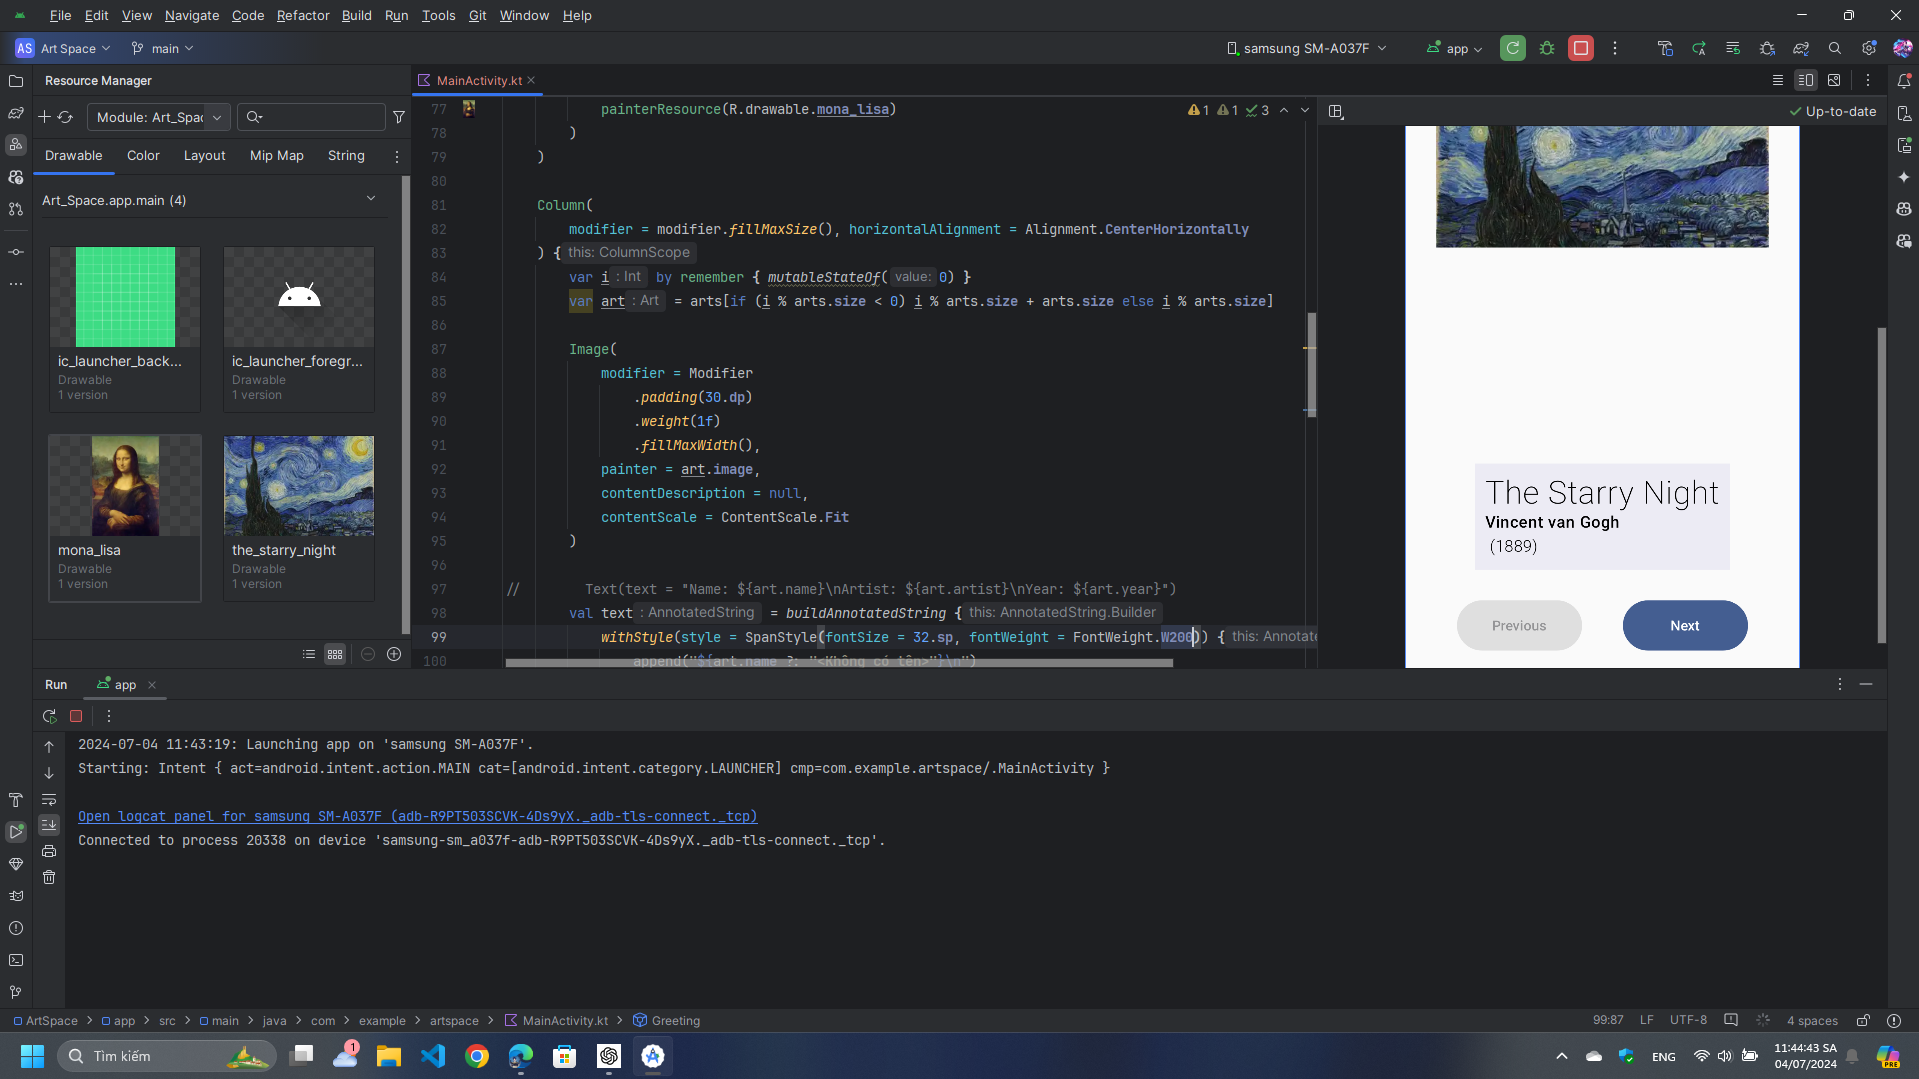 File Edit View Navigate Code Refactor Build Run Tools Git Window Help
AS Art Space main samsung SM-A037F app
Resource Manager
MainActivity.kt
Module: Art_Spac
Drawable Color Layout Mip Map String
Art_Space.app.main (4)
ic_launcher_back...
Drawable
1 version
ic_launcher_foregr...
Drawable
1 version
mona_lisa
Drawable
1 version
the_starry_night
Drawable
1 version
1 1 3
77 painterResource(R.drawable.mona_lisa)
78 )
79 )
80
81 Column(
82 modifier = modifier.fillMaxSize(), horizontalAlignment = Alignment.CenterHorizontally
83 ) { this: ColumnScope
84 var i : Int by remember { mutableStateOf( value: 0) }
85 var art : Art = arts[if (i % arts.size < 0) i % arts.size + arts.size else i % arts.size]
86
87 Image(
88 modifier = Modifier
89 .padding(30.dp)
90 .weight(1f)
91 .fillMaxWidth(),
92 painter = art.image,
93 contentDescription = null,
94 contentScale = ContentScale.Fit
95 )
96
97 // Text(text = "Name: ${art.name}\nArtist: ${art.artist}\nYear: ${art.year}")
98 val text : AnnotatedString = buildAnnotatedString { this: AnnotatedString.Builder
99 withStyle(style = SpanStyle(fontSize = 32.sp, fontWeight = FontWeight.W200)) { this: Annotate
100 append("${art.name ?: "<Không có tên>"}\n")
Up-to-date
The Starry Night
Vincent van Gogh
(1889)
Previous Next
Run app
2024-07-04 11:43:19: Launching app on 'samsung SM-A037F'.
Starting: Intent { act=android.intent.action.MAIN cat=[android.intent.category.LAUNCHER] cmp=com.example.artspace/.MainActivity }
Open logcat panel for samsung SM-A037F (adb-R9PT503SCVK-4Ds9yX._adb-tls-connect._tcp)
Connected to process 20338 on device 'samsung-sm_a037f-adb-R9PT503SCVK-4Ds9yX._adb-tls-connect._tcp'.
ArtSpace > app > src > main > java > com > example > artspace > MainActivity.kt > Greeting
99:87 LF UTF-8 4 spaces
Tìm kiếm
1
ENG
11:44:43 SA
04/07/2024
PRE